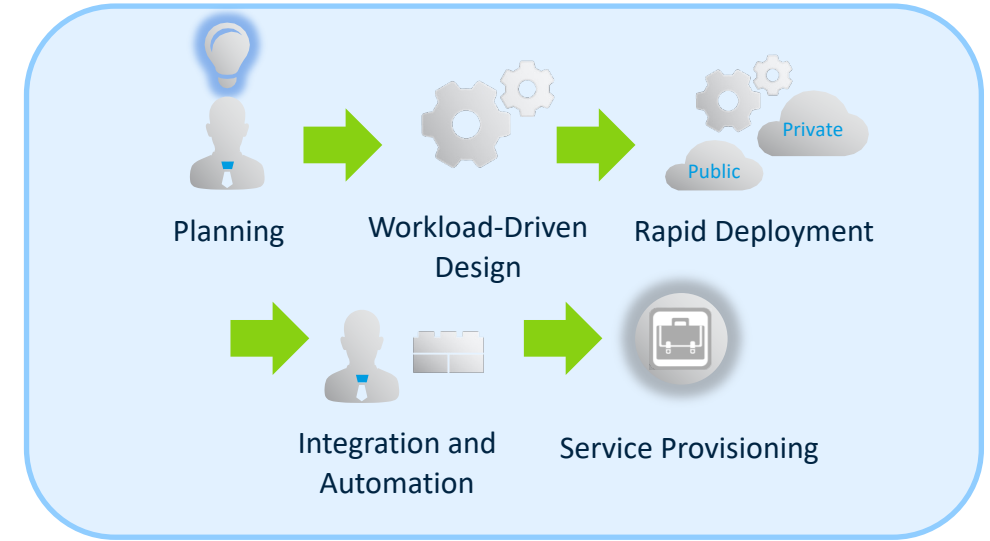 Private
Public
Planning
Workload-Driven
Design
Rapid Deployment
Integration and
Automation
Service Provisioning